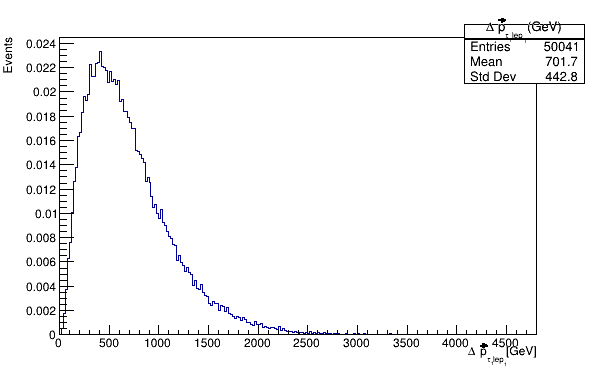 Δ p⃗_{τ,lep₁} (GeV)
Entries 50041
Mean 701.7
Std Dev 442.8
Events
0.024
0.022
0.02
0.018
0.016
0.014
0.012
0.01
0.008
0.006
0.004
0.002
0
0 500 1000 1500 2000 2500 3000 3500 4000 4500
Δ p⃗_{τ₁lep₁}[GeV]